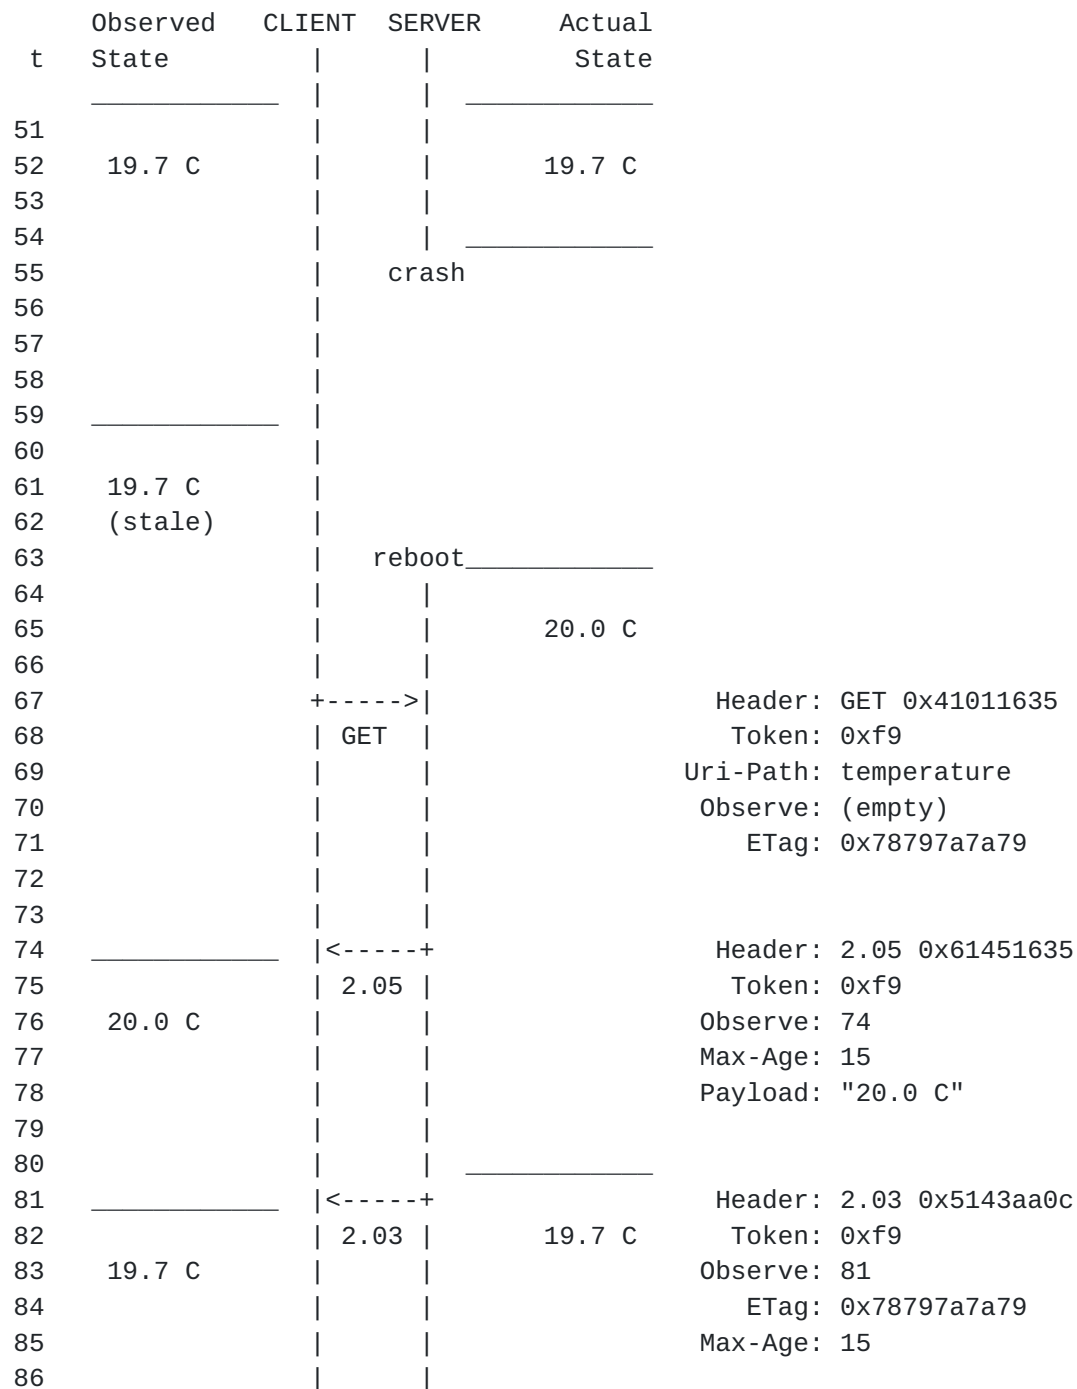 Observed   CLIENT  SERVER     Actual
 t   State         |      |         State
     ____________  |      |  ____________
51                 |      |
52    19.7 C       |      |       19.7 C
53                 |      |
54                 |      |  ____________
55                 |    crash
56                 |
57                 |
58                 |
59   ____________  |
60                 |
61    19.7 C       |
62    (stale)      |
63                 |   reboot____________
64                 |      |
65                 |      |       20.0 C
66                 |      |
67                 +----->|                  Header: GET 0x41011635
68                 | GET  |                   Token: 0xf9
69                 |      |                Uri-Path: temperature
70                 |      |                 Observe: (empty)
71                 |      |                    ETag: 0x78797a7a79
72                 |      |
73                 |      |
74   ____________  |<-----+                  Header: 2.05 0x61451635
75                 | 2.05 |                   Token: 0xf9
76    20.0 C       |      |                 Observe: 74
77                 |      |                 Max-Age: 15
78                 |      |                 Payload: "20.0 C"
79                 |      |
80                 |      |  ____________
81   ____________  |<-----+                  Header: 2.03 0x5143aa0c
82                 | 2.03 |       19.7 C      Token: 0xf9
83    19.7 C       |      |                 Observe: 81
84                 |      |                    ETag: 0x78797a7a79
85                 |      |                 Max-Age: 15
86                 |      |